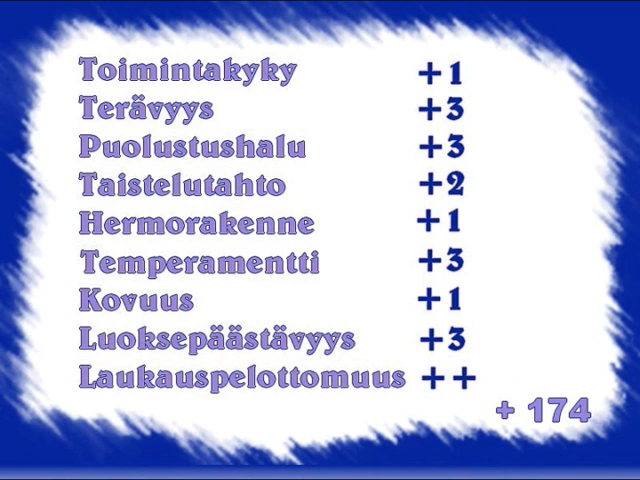 Toimintakyky +1
Terävyys +3
Puolustushalu +3
Taistelutahto +2
Hermorakenne +1
Temperamentti +3
Kovuus +1
Luoksepäästävyys +3
Laukauspelottomuus ++
+ 174